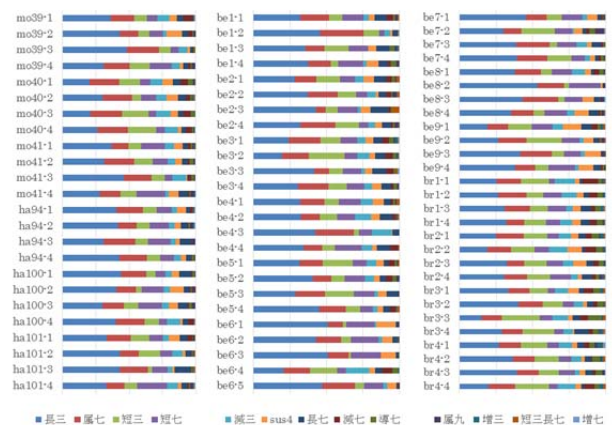 mo39-1
mo39-2
mo39-3
mo39-4
mo40-1
mo40-2
mo40-3
mo40-4
mo41-1
mo41-2
mo41-3
mo41-4
ha94-1
ha94-2
ha94-3
ha94-4
ha100-1
ha100-2
ha100-3
ha100-4
ha101-1
ha101-2
ha101-3
ha101-4
be1-1
be1-2
be1-3
be1-4
be2-1
be2-2
be2-3
be2-4
be3-1
be3-2
be3-3
be3-4
be4-1
be4-2
be4-3
be4-4
be5-1
be5-2
be5-3
be5-4
be6-1
be6-2
be6-3
be6-4
be6-5
be7-1
be7-2
be7-3
be7-4
be8-1
be8-2
be8-3
be8-4
be9-1
be9-2
be9-3
be9-4
br1-1
br1-2
br1-3
br1-4
br2-1
br2-2
br2-3
br2-4
br3-1
br3-2
br3-3
br3-4
br4-1
br4-2
br4-3
br4-4
長三 属七 短三 短七 減三 sus4 長七 減七 導七 属九 増三 短三長七 増七